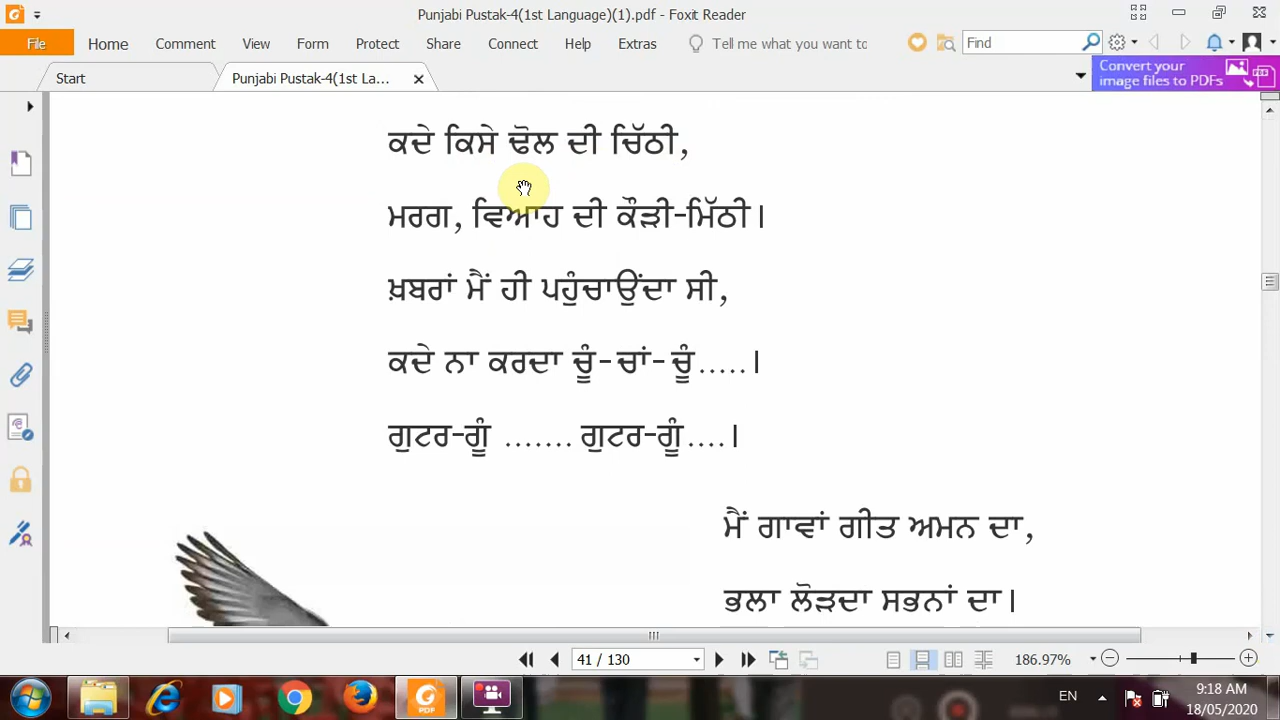 Punjabi Pustak-4(1st Language)(1).pdf - Foxit Reader
File Home Comment View Form Protect Share Connect Help Extras Tell me what you want to Find
Start Punjabi Pustak-4(1st La... Convert your
image files to PDFs
ਕਦੇ ਕਿਸੇ ਢੋਲ ਦੀ ਚਿੱਠੀ,
ਮਰਗ, ਵਿਆਹ ਦੀ ਕੌੜੀ-ਮਿੱਠੀ।
ਖ਼ਬਰਾਂ ਮੈਂ ਹੀ ਪਹੁੰਚਾਉਂਦਾ ਸੀ,
ਕਦੇ ਨਾ ਕਰਦਾ ਚੂੰ-ਚਾਂ-ਚੂੰ.....।
ਗੁਟਰ-ਗੂੰ ....... ਗੁਟਰ-ਗੂੰ....।
ਮੈਂ ਗਾਵਾਂ ਗੀਤ ਅਮਨ ਦਾ,
ਭਲਾ ਲੋੜਦਾ ਸਭਨਾਂ ਦਾ।
41 / 130 186.97%
PDF EN 9:18 AM
18/05/2020